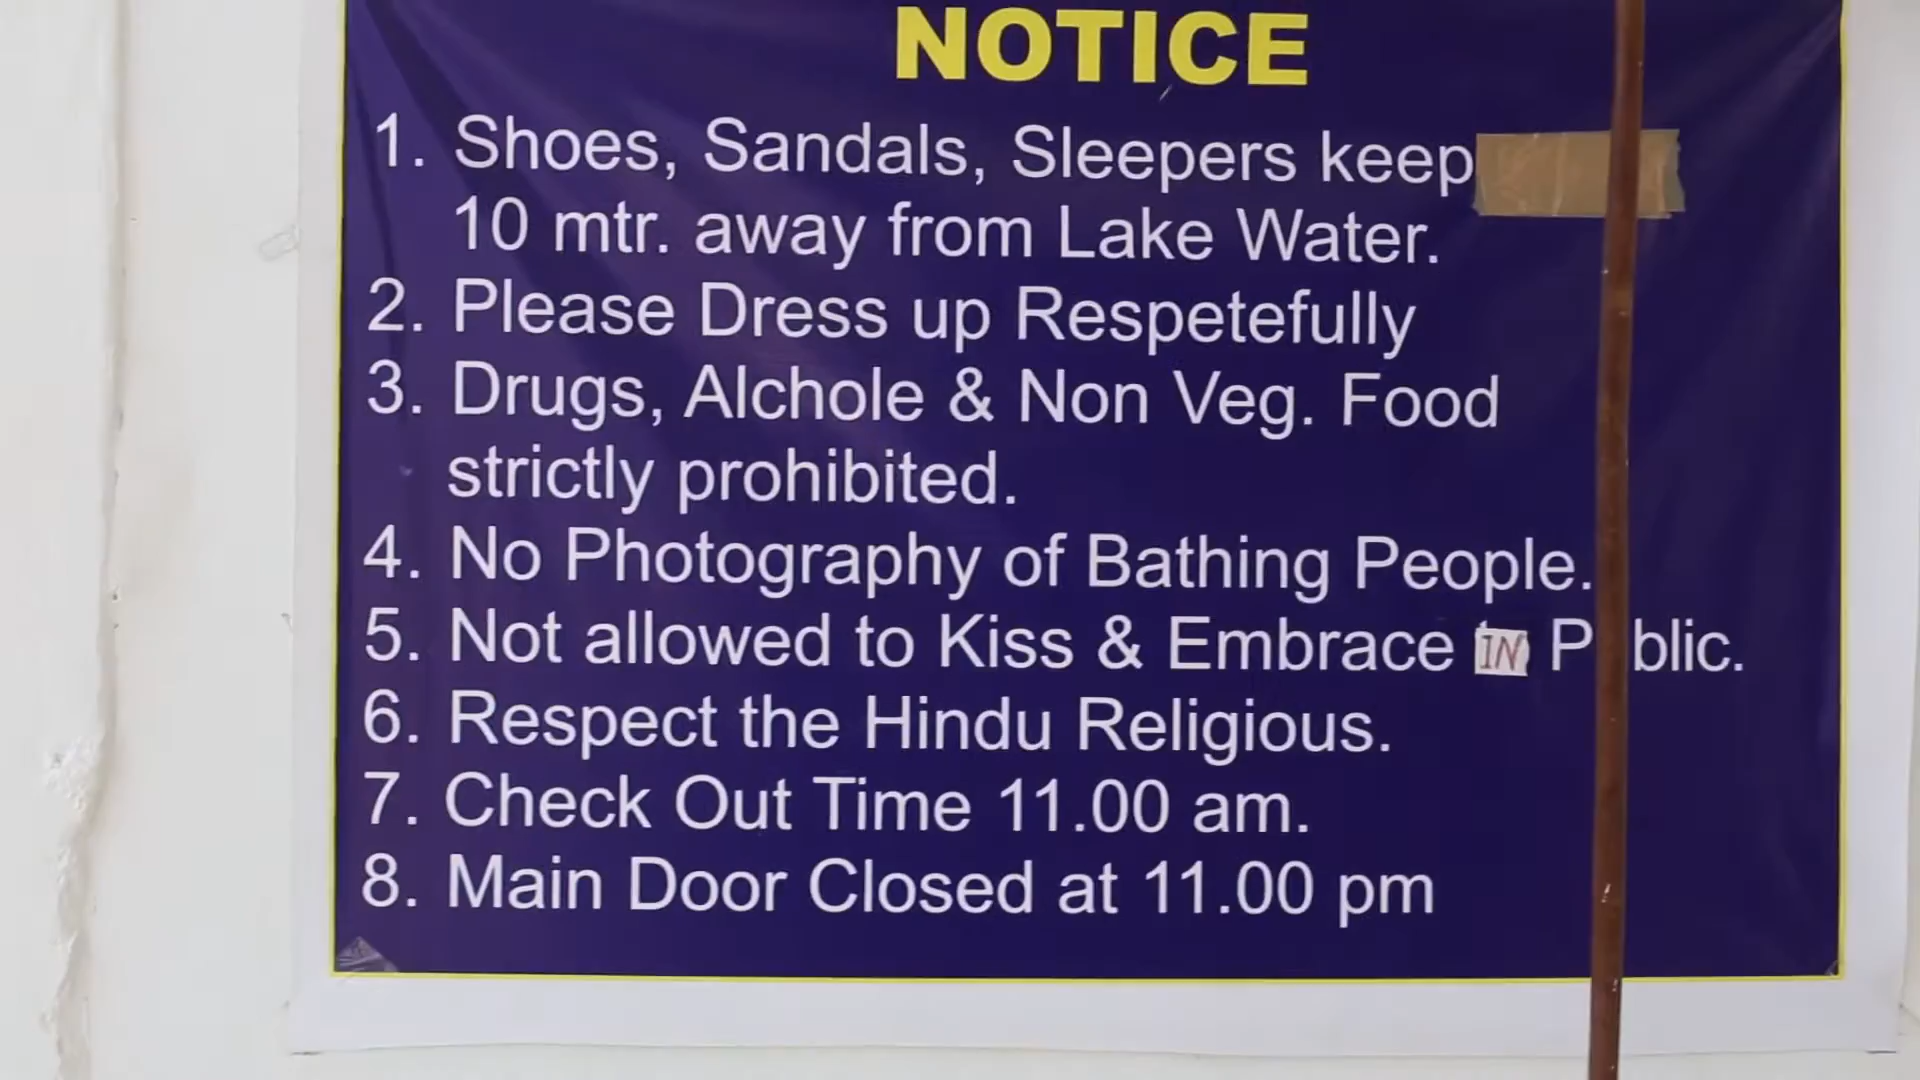 NOTICE
1. Shoes, Sandals, Sleepers keep
10 mtr. away from Lake Water.
2. Please Dress up Respetefully
3. Drugs, Alchole & Non Veg. Food
strictly prohibited.
4. No Photography of Bathing People.
5. Not allowed to Kiss & Embrace IN Public.
6. Respect the Hindu Religious.
7. Check Out Time 11.00 am.
8. Main Door Closed at 11.00 pm